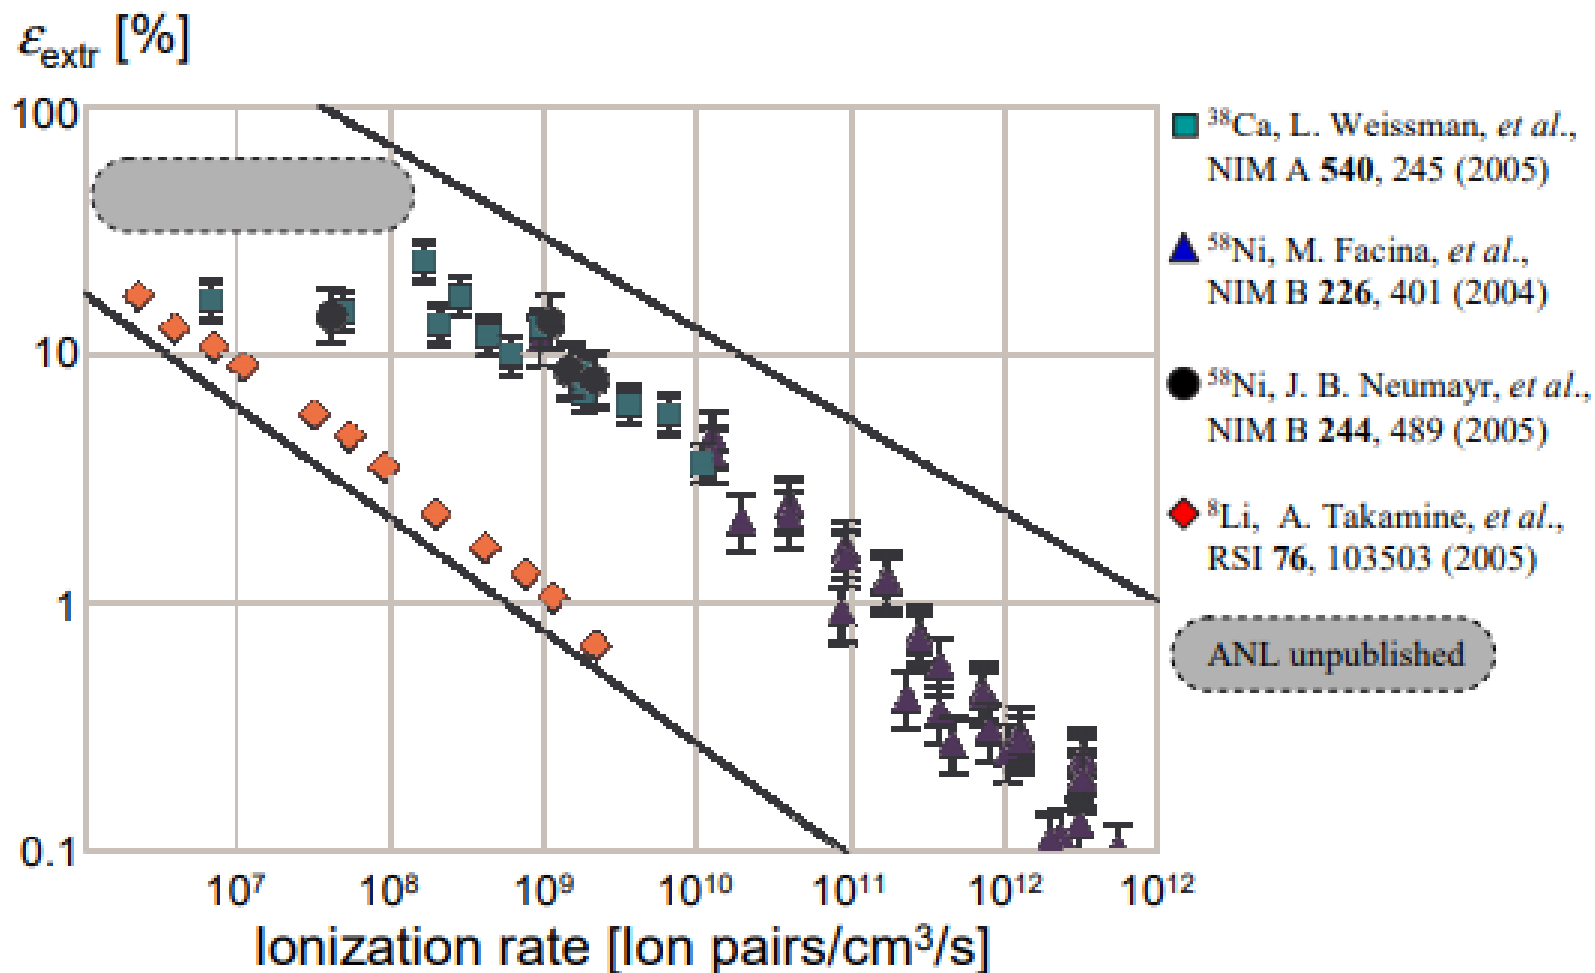 εextr [%]
100
10
1
0.1
10⁷ 10⁸ 10⁹ 10¹⁰ 10¹¹ 10¹² 10¹²
Ionization rate [Ion pairs/cm³/s]
³⁸Ca, L. Weissman, et al.,
NIM A 540, 245 (2005)
⁵⁸Ni, M. Facina, et al.,
NIM B 226, 401 (2004)
⁵⁸Ni, J. B. Neumayr, et al.,
NIM B 244, 489 (2005)
⁸Li, A. Takamine, et al.,
RSI 76, 103503 (2005)
ANL unpublished